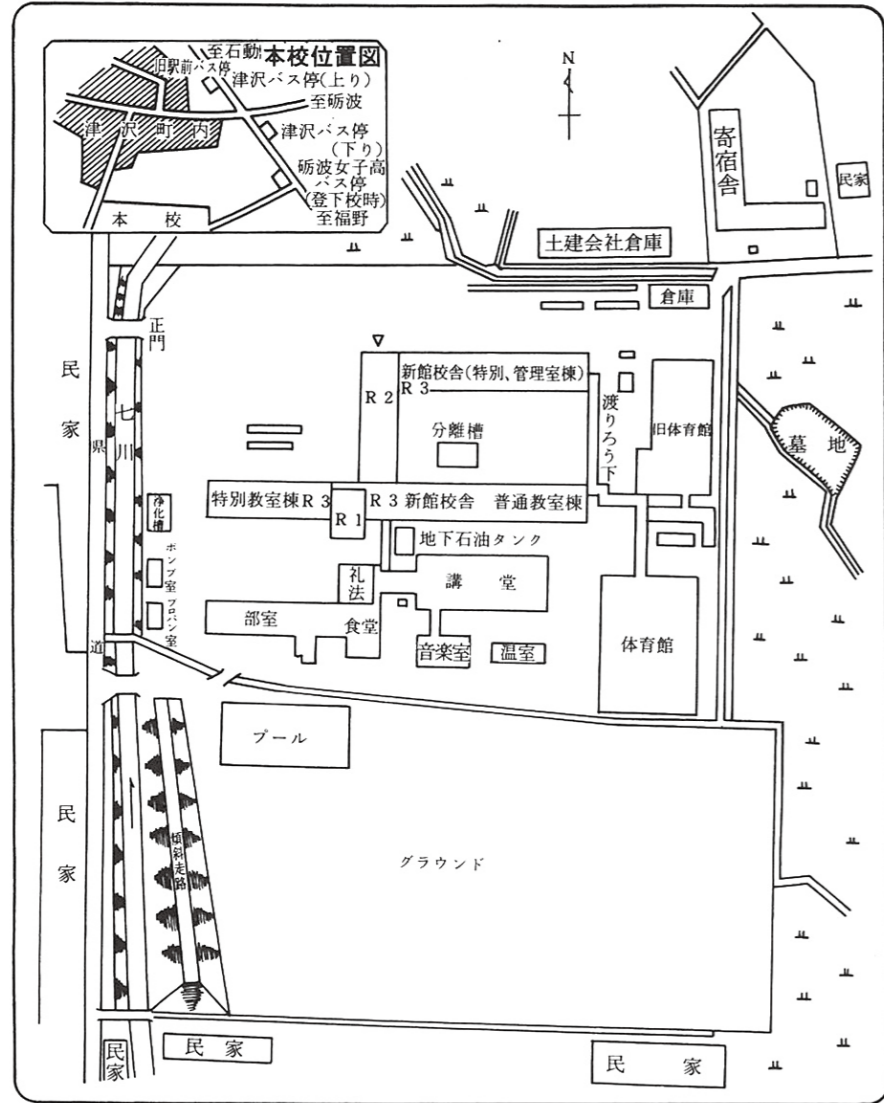 本校位置図
至石動
旧駅前バス停
津沢バス停(上り)
至砺波
津沢町内
津沢バス停
(下り)
砺波女子高
バス停
(登下校時)
至福野
本校
N
寄宿舎
民家
土建会社倉庫
倉庫
正門
民家
七川
県道
新館校舎(特別、管理室棟)
R3
R2
分離槽
渡りろう下
旧体育館
墓地
特別教室棟R3
R1
R3 新館校舎 普通教室棟
浄化槽
ポンプ室
プロパン室
地下石油タンク
礼法
講堂
部室
食堂
音楽室
温室
体育館
プール
民家
傾斜走路
グラウンド
民家
民家
民家